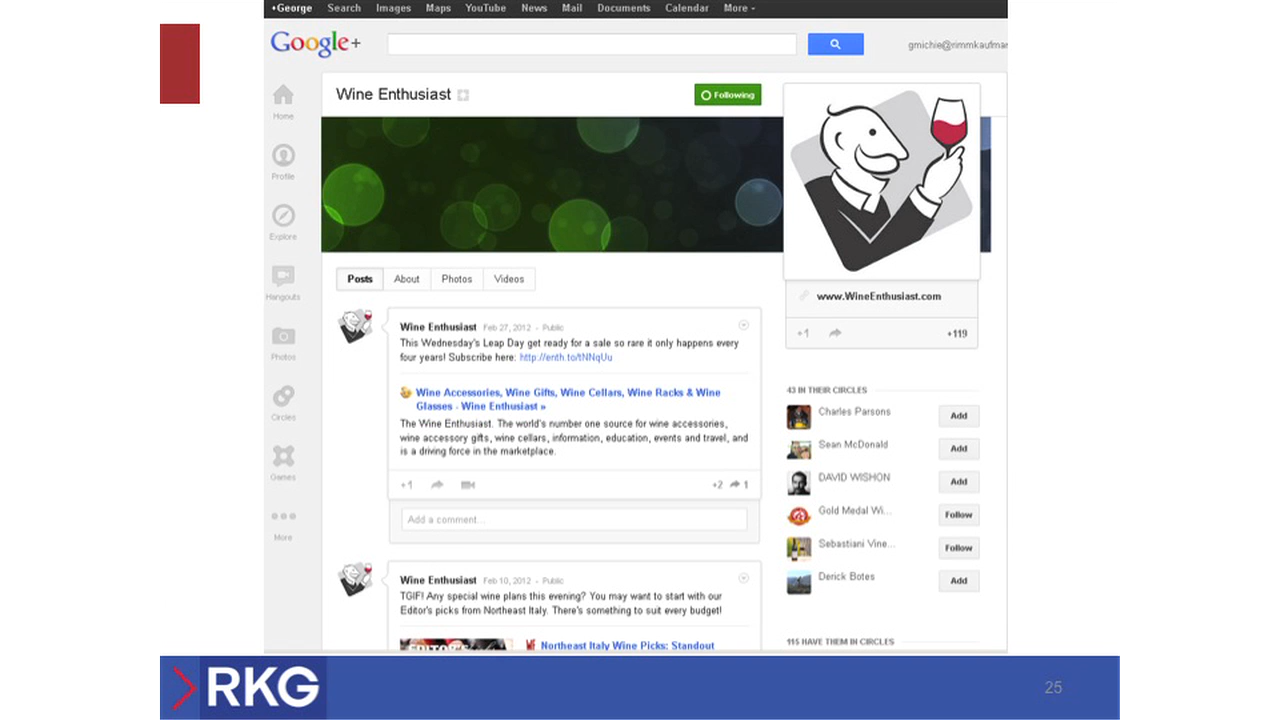 +George Search Images Maps YouTube News Mail Documents Calendar More
Google+
gmichie@rimmkaufma
Wine Enthusiast
Following
Home
Profile
Explore
Hangouts
Photos
Circles
Games
More
www.WineEnthusiast.com
+1 +119
Posts About Photos Videos
Wine Enthusiast Feb 27, 2012 - Public
This Wednesday's Leap Day get ready for a sale so rare it only happens every
four years! Subscribe here: http://enth.to/tNNqUu
Wine Accessories, Wine Gifts, Wine Cellars, Wine Racks & Wine
Glasses - Wine Enthusiast »
The Wine Enthusiast. The world's number one source for wine accessories,
wine accessory gifts, wine cellars, information, education, events and travel, and
is a driving force in the marketplace.
+1 +2 1
Add a comment...
Wine Enthusiast Feb 10, 2012 - Public
TGIF! Any special wine plans this evening? You may want to start with our
Editor's picks from Northeast Italy. There's something to suit every budget!
EDITOR'S
Northeast Italy Wine Picks: Standout
43 IN THEIR CIRCLES
Charles Parsons Add
Sean McDonald Add
DAVID WISHON Add
Gold Medal Wi... Follow
Sebastiani Vine... Follow
Derick Botes Add
115 HAVE THEM IN CIRCLES
RKG
25